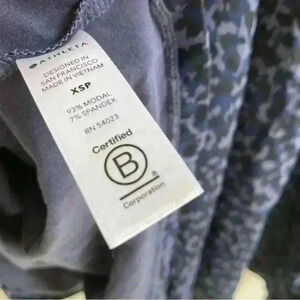 ATHLETA
DESIGNED IN
SAN FRANCISCO
MADE IN VIETNAM
XSP
93% MODAL
7% SPANDEX
RN 54023
Certified
B
Corporation